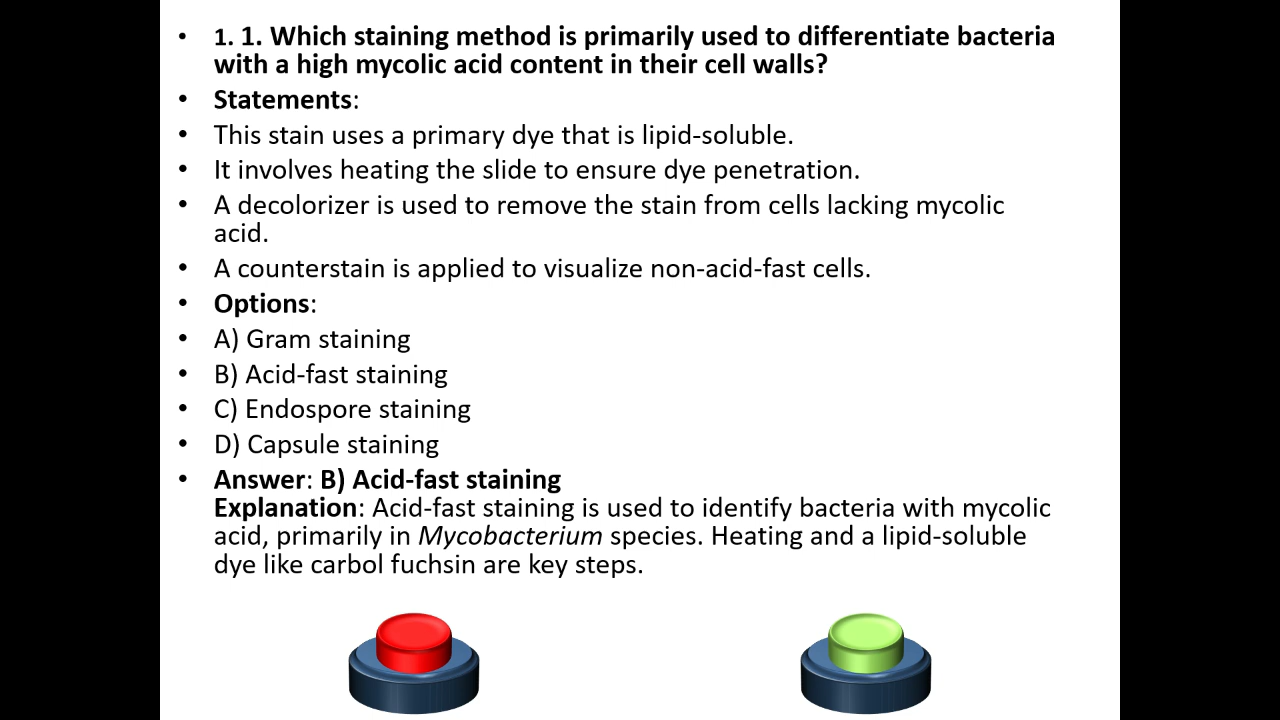 • 1. 1. Which staining method is primarily used to differentiate bacteria
with a high mycolic acid content in their cell walls?
• Statements:
• This stain uses a primary dye that is lipid-soluble.
• It involves heating the slide to ensure dye penetration.
• A decolorizer is used to remove the stain from cells lacking mycolic
acid.
• A counterstain is applied to visualize non-acid-fast cells.
• Options:
• A) Gram staining
• B) Acid-fast staining
• C) Endospore staining
• D) Capsule staining
• Answer: B) Acid-fast staining
Explanation: Acid-fast staining is used to identify bacteria with mycolic
acid, primarily in Mycobacterium species. Heating and a lipid-soluble
dye like carbol fuchsin are key steps.